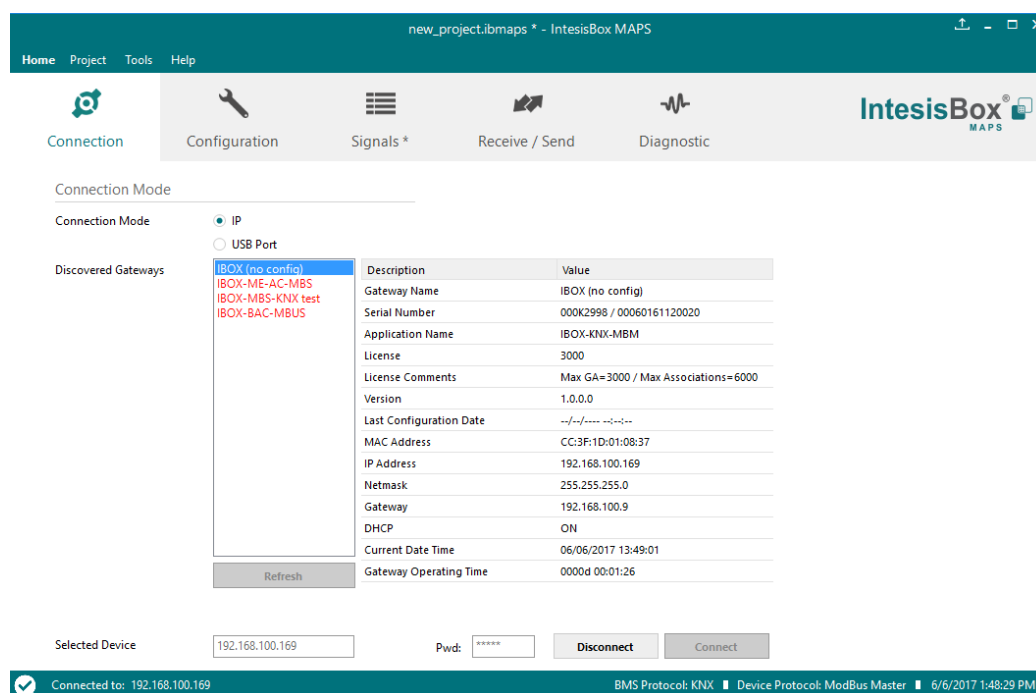 new_project.ibmaps * - IntesisBox MAPS
Home Project Tools Help
Connection Configuration Signals * Receive / Send Diagnostic
IntesisBox® MAPS
Connection Mode
Connection Mode IP
USB Port
Discovered Gateways
IBOX (no config)
IBOX-ME-AC-MBS
IBOX-MBS-KNX test
IBOX-BAC-MBUS
Description Value
Gateway Name IBOX (no config)
Serial Number 000K2998 / 00060161120020
Application Name IBOX-KNX-MBM
License 3000
License Comments Max GA=3000 / Max Associations=6000
Version 1.0.0.0
Last Configuration Date --/--/---- --:--:--
MAC Address CC:3F:1D:01:08:37
IP Address 192.168.100.169
Netmask 255.255.255.0
Gateway 192.168.100.9
DHCP ON
Current Date Time 06/06/2017 13:49:01
Gateway Operating Time 0000d 00:01:26
Refresh
Selected Device 192.168.100.169 Pwd: ***** Disconnect Connect
Connected to: 192.168.100.169 BMS Protocol: KNX Device Protocol: ModBus Master 6/6/2017 1:48:29 PM